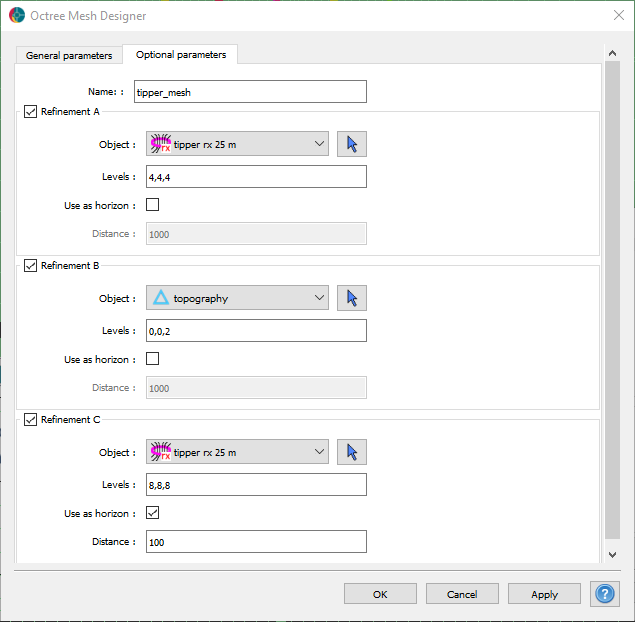 Octree Mesh Designer
General parameters Optional parameters
Name: : tipper_mesh
Refinement A
Object : tipper rx 25 m
Levels : 4,4,4
Use as horizon :
Distance : 1000
Refinement B
Object : topography
Levels : 0,0,2
Use as horizon :
Distance : 1000
Refinement C
Object : tipper rx 25 m
Levels : 8,8,8
Use as horizon :
Distance : 100
OK Cancel Apply ?